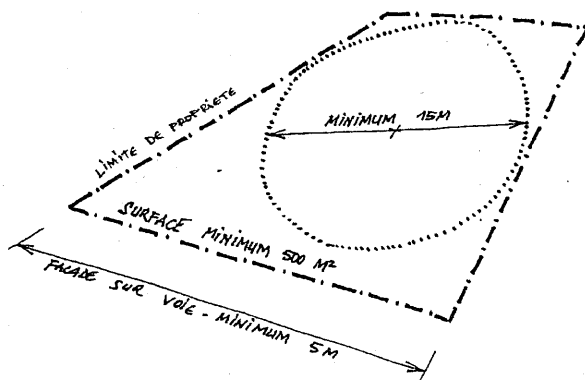 MINIMUM 15M
LIMITE DE PROPRIETE
SURFACE MINIMUM 500 M²
FACADE SUR VOIE - MINIMUM 5M